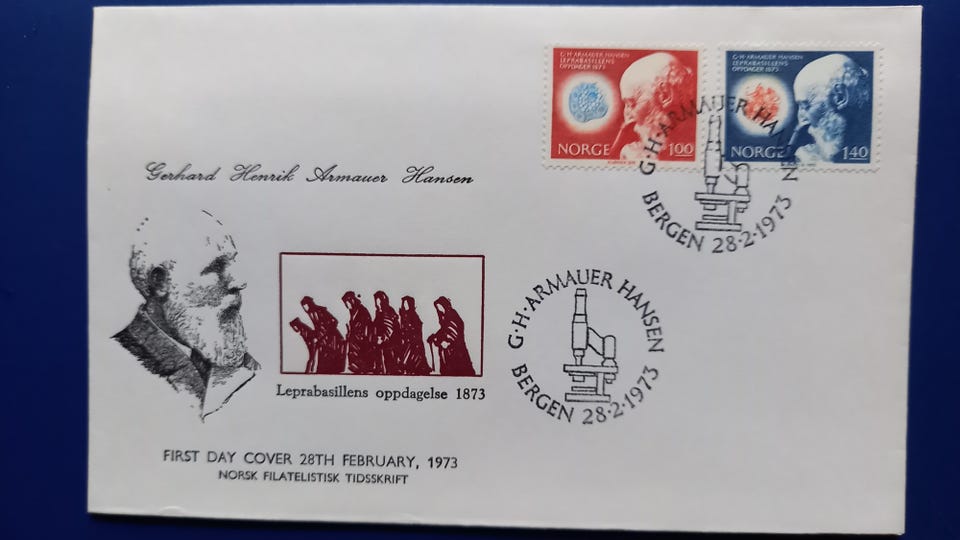 G·H·ARMAUER HANSEN
LEPRABASILLENS
OPPDAGER 1873
NORGE 1.00
G·H·ARMAUER HANSEN
LEPRABASILLENS
OPPDAGER 1873
NORGE 1.40
G·H·ARMAUER HAN
BERGEN 28·2·1973
Gerhard Henrik Armauer Hansen
G·H·ARMAUER HANSEN
BERGEN 28·2·1973
Leprabasillens oppdagelse 1873
FIRST DAY COVER 28TH FEBRUARY, 1973
NORSK FILATELISTISK TIDSSKRIFT